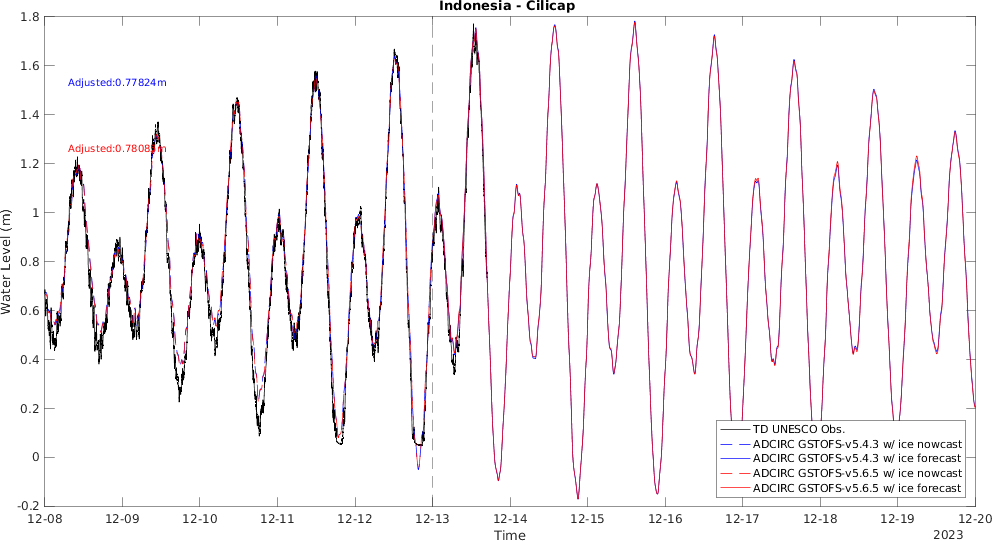 Indonesia - Cilicap
1.8
1.6
1.4
1.2
1
0.8
0.6
0.4
0.2
0
-0.2
Water Level (m)
Adjusted:0.77824m
Adjusted:0.78085m
TD UNESCO Obs.
ADCIRC GSTOFS-v5.4.3 w/ ice nowcast
ADCIRC GSTOFS-v5.4.3 w/ ice forecast
ADCIRC GSTOFS-v5.6.5 w/ ice nowcast
ADCIRC GSTOFS-v5.6.5 w/ ice forecast
12-08 12-09 12-10 12-11 12-12 12-13 12-14 12-15 12-16 12-17 12-18 12-19 12-20
Time
2023